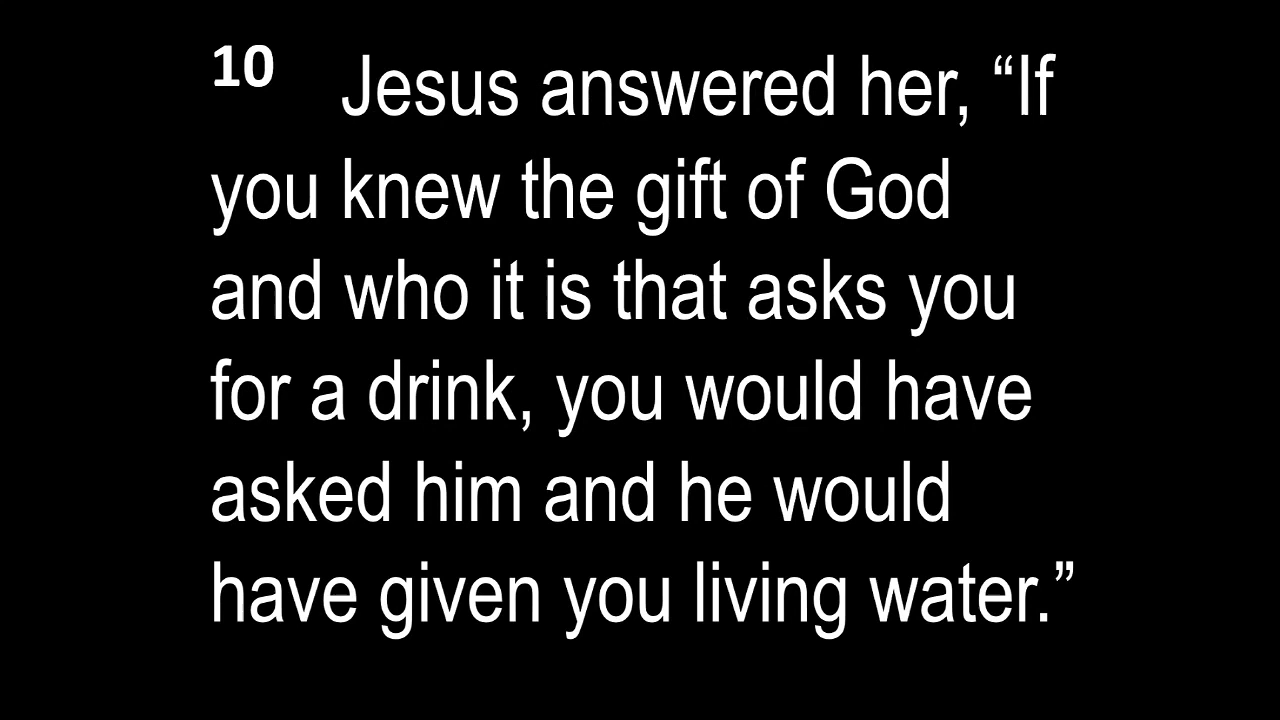 10 Jesus answered her, “If
you knew the gift of God
and who it is that asks you
for a drink, you would have
asked him and he would
have given you living water.”